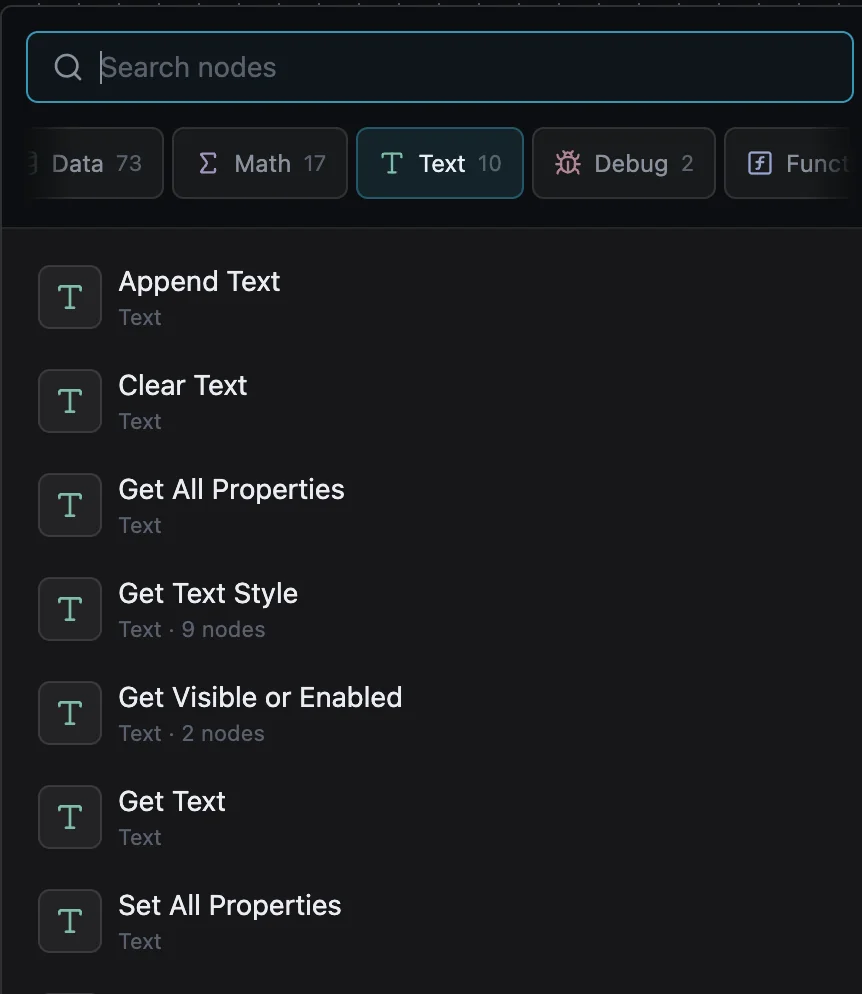 Search nodes
Data 73 Math 17 Text 10 Debug 2 Funct
Append Text
Text
Clear Text
Text
Get All Properties
Text
Get Text Style
Text · 9 nodes
Get Visible or Enabled
Text · 2 nodes
Get Text
Text
Set All Properties
Text